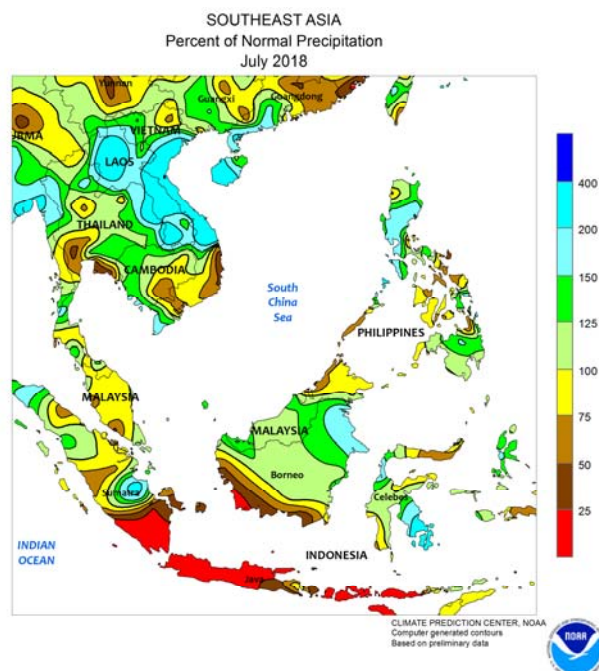 SOUTHEAST ASIA
Percent of Normal Precipitation
July 2018
Yunnan
Guangxi
Guangdong
VIETNAM
LAOS
THAILAND
CAMBODIA
South
China
Sea
PHILIPPINES
MALAYSIA
MALAYSIA
Borneo
Sumatra
Celebes
INDIAN
OCEAN
INDONESIA
Java
400
200
150
125
100
75
50
25
CLIMATE PREDICTION CENTER, NOAA
Computer generated contours
Based on preliminary data
NOAA